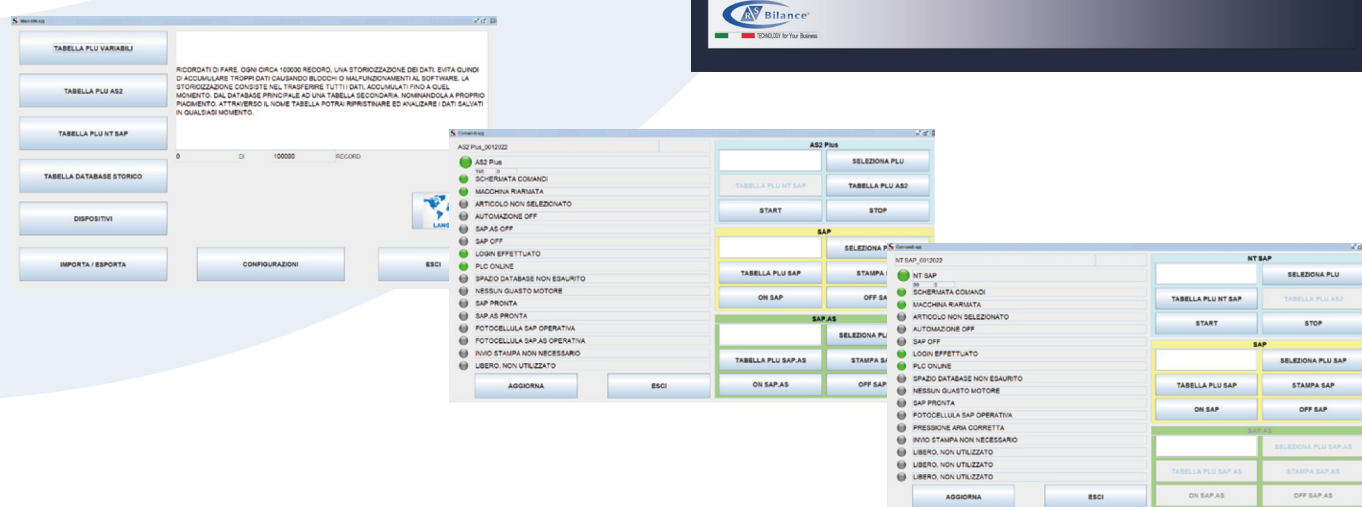 RS
Bilance
TECHNOLOGY for Your Business
TABELLA PLU VARIABILI
TABELLA PLU AS2
TABELLA PLU NT SAP
TABELLA DATABASE STORICO
DISPOSITIVI
IMPORTA / ESPORTA
RICORDATI DI FARE, OGNI CIRCA 100000 RECORD, UNA STORICIZZAZIONE DEI DATI. EVITA QUINDI
DI ACCUMULARE TROPPI DATI CAUSANDO BLOCCHI O MALFUNZIONAMENTI AL SOFTWARE. LA
STORICIZZAZIONE CONSISTE NEL TRASFERIRE TUTTI I DATI, ACCUMULATI FINO A QUEL
MOMENTO, DAL DATABASE PRINCIPALE AD UNA TABELLA SECONDARIA, NOMINANDOLA A PROPRIO
PIACIMENTO. ATTRAVERSO IL NOME TABELLA POTRAI RIPRISTINARE ED ANALIZARE I DATI SALVATI
IN QUALSIASI MOMENTO.
0 DI 100000 RECORD
LANG
CONFIGURAZIONI
ESCI
AS2 Plus_0012022
AS2 Plus
SCHERMATA COMANDI
MACCHINA RIARMATA
ARTICOLO NON SELEZIONATO
AUTOMAZIONE OFF
SAP.AS OFF
SAP OFF
LOGIN EFFETTUATO
PLC ONLINE
SPAZIO DATABASE NON ESAURITO
NESSUN GUASTO MOTORE
SAP PRONTA
SAP.AS PRONTA
FOTOCELLULA SAP OPERATIVA
FOTOCELLULA SAP.AS OPERATIVA
INVIO STAMPA NON NECESSARIO
LIBERO, NON UTILIZZATO
AGGIORNA
ESCI
AS2 Plus
SELEZIONA PLU
TABELLA PLU NT SAP
TABELLA PLU AS2
START
STOP
SAP
SELEZIONA P
TABELLA PLU SAP
STAMPA
ON SAP
OFF SA
SAP.AS
SELEZIONA PLU
TABELLA PLU SAP.AS
STAMPA SA
ON SAP.AS
OFF SAP
NT SAP_0012022
NT SAP
SCHERMATA COMANDI
MACCHINA RIARMATA
ARTICOLO NON SELEZIONATO
AUTOMAZIONE OFF
SAP OFF
LOGIN EFFETTUATO
PLC ONLINE
SPAZIO DATABASE NON ESAURITO
NESSUN GUASTO MOTORE
SAP PRONTA
FOTOCELLULA SAP OPERATIVA
PRESSIONE ARIA CORRETTA
INVIO STAMPA NON NECESSARIO
LIBERO, NON UTILIZZATO
LIBERO, NON UTILIZZATO
LIBERO, NON UTILIZZATO
AGGIORNA
ESCI
NT SAP
SELEZIONA PLU
TABELLA PLU NT SAP
TABELLA PLU AS2
START
STOP
SAP
SELEZIONA PLU SAP
TABELLA PLU SAP
STAMPA SAP
ON SAP
OFF SAP
SAP.AS
SELEZIONA PLU SAP.AS
TABELLA PLU SAP.AS
STAMPA SAP.AS
ON SAP.AS
OFF SAP.AS